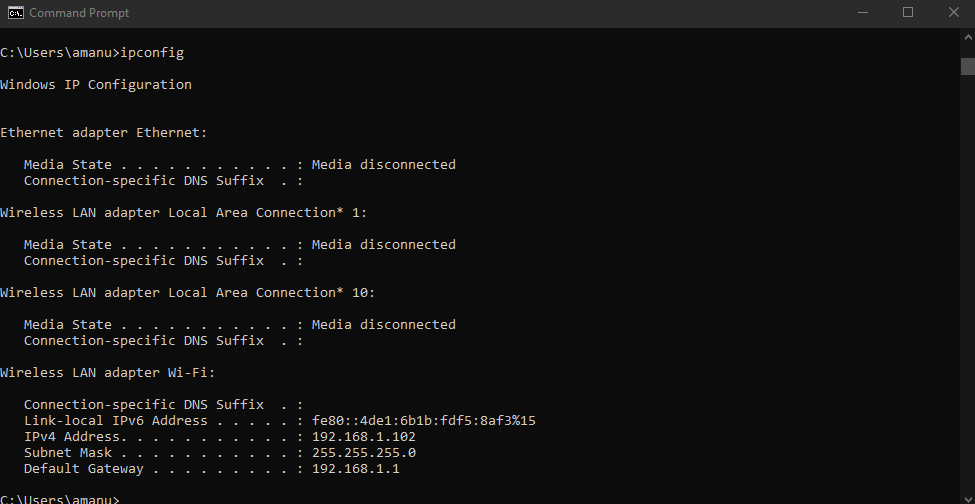 Command Prompt
C:\Users\amanu>ipconfig
Windows IP Configuration
Ethernet adapter Ethernet:
   Media State . . . . . . . . . . . : Media disconnected
   Connection-specific DNS Suffix  . :
Wireless LAN adapter Local Area Connection* 1:
   Media State . . . . . . . . . . . : Media disconnected
   Connection-specific DNS Suffix  . :
Wireless LAN adapter Local Area Connection* 10:
   Media State . . . . . . . . . . . : Media disconnected
   Connection-specific DNS Suffix  . :
Wireless LAN adapter Wi-Fi:
   Connection-specific DNS Suffix  . :
   Link-local IPv6 Address . . . . . : fe80::4de1:6b1b:fdf5:8af3%15
   IPv4 Address. . . . . . . . . . . : 192.168.1.102
   Subnet Mask . . . . . . . . . . . : 255.255.255.0
   Default Gateway . . . . . . . . . : 192.168.1.1
C:\Users\amanu>